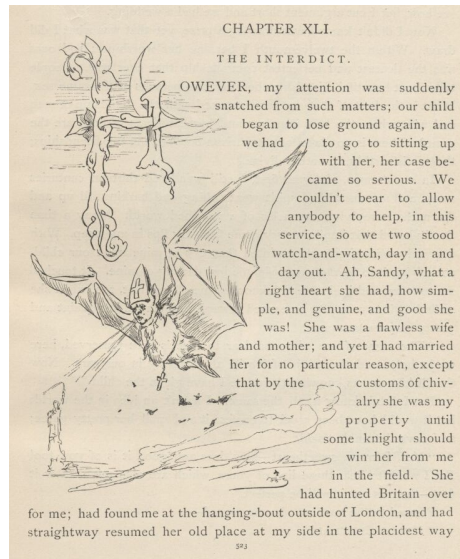 CHAPTER XLI.
THE INTERDICT.
HOWEVER, my attention was suddenly
snatched from such matters; our child
began to lose ground again, and
we had to go to sitting up
with her, her case be-
came so serious. We
couldn't bear to allow
anybody to help, in this
service, so we two stood
watch-and-watch, day in and
day out. Ah, Sandy, what a
right heart she had, how sim-
ple, and genuine, and good she
was! She was a flawless wife
and mother; and yet I had married
her for no particular reason, except
that by the customs of chiv-
alry she was my
property until
some knight should
win her from me
in the field. She
had hunted Britain over
for me; had found me at the hanging-bout outside of London, and had
straightway resumed her old place at my side in the placidest way
523